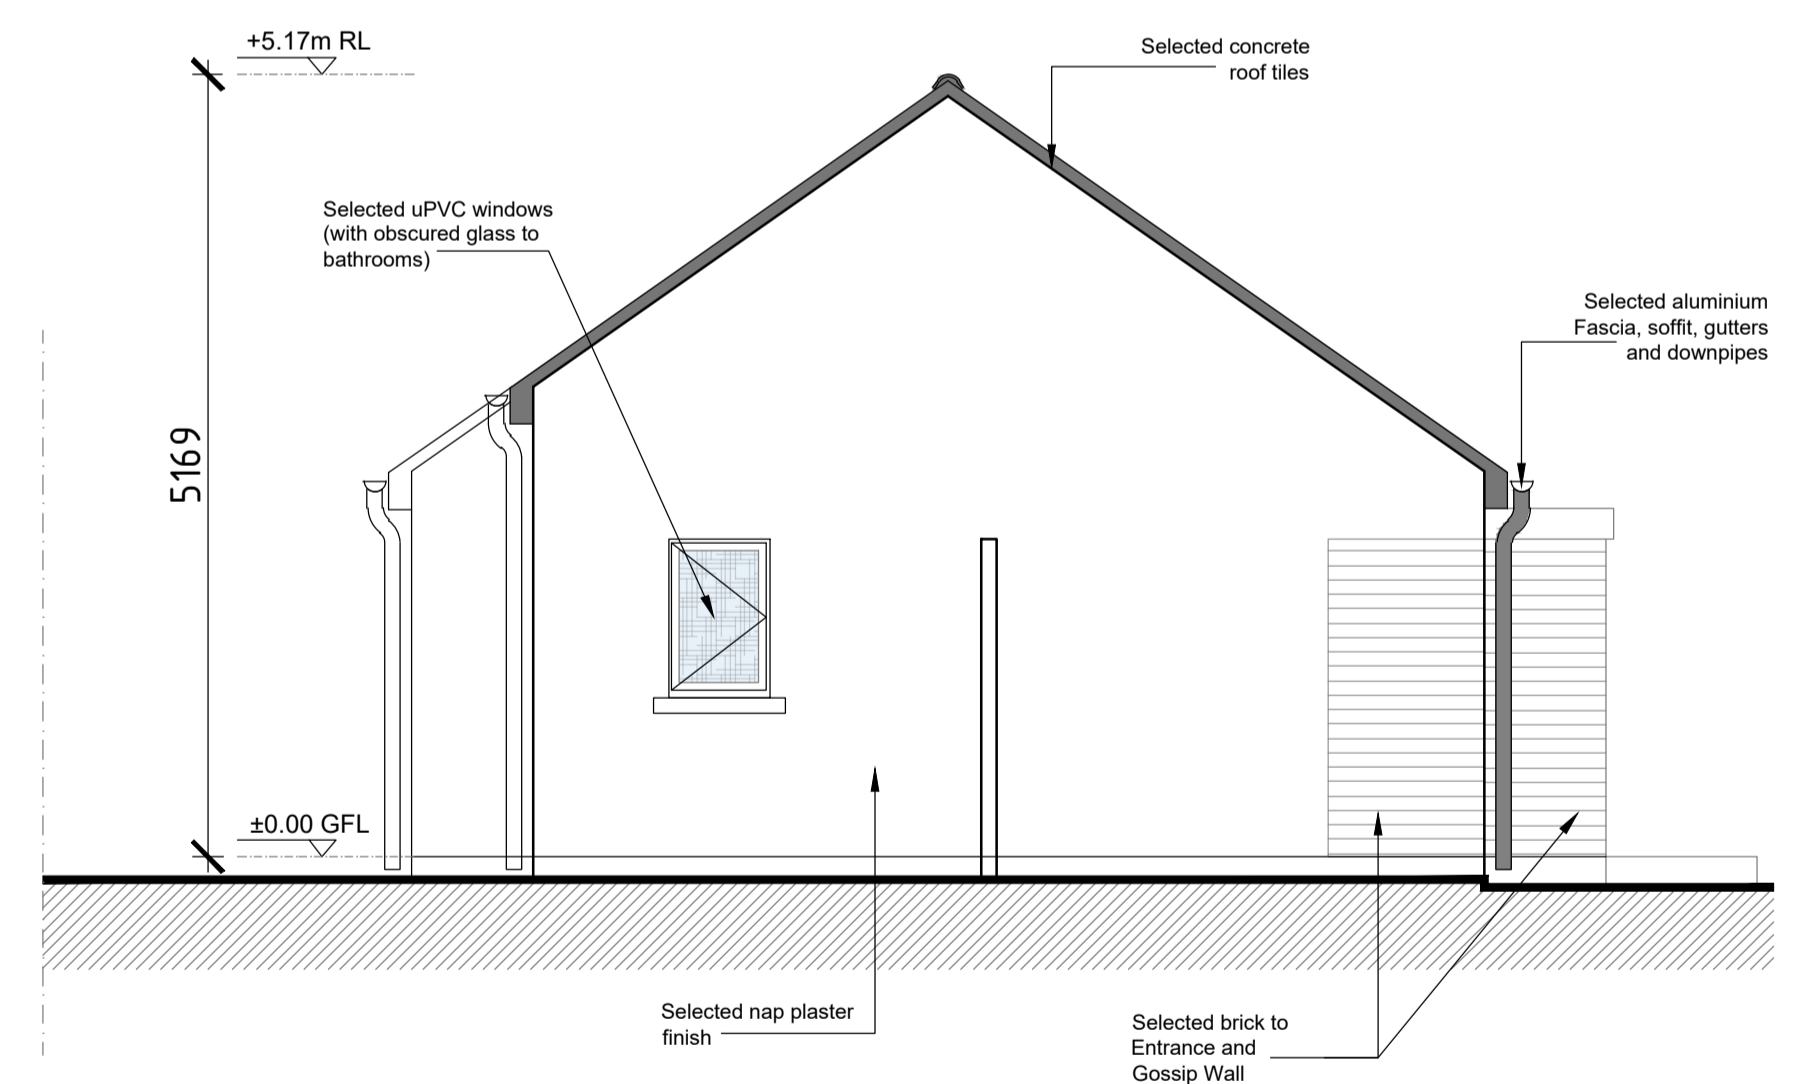 +5.17m RL
Selected concrete
roof tiles
Selected uPVC windows
(with obscured glass to
bathrooms)
Selected aluminium
Fascia, soffit, gutters
and downpipes
5169
±0.00 GFL
Selected nap plaster
finish
Selected brick to
Entrance and
Gossip Wall